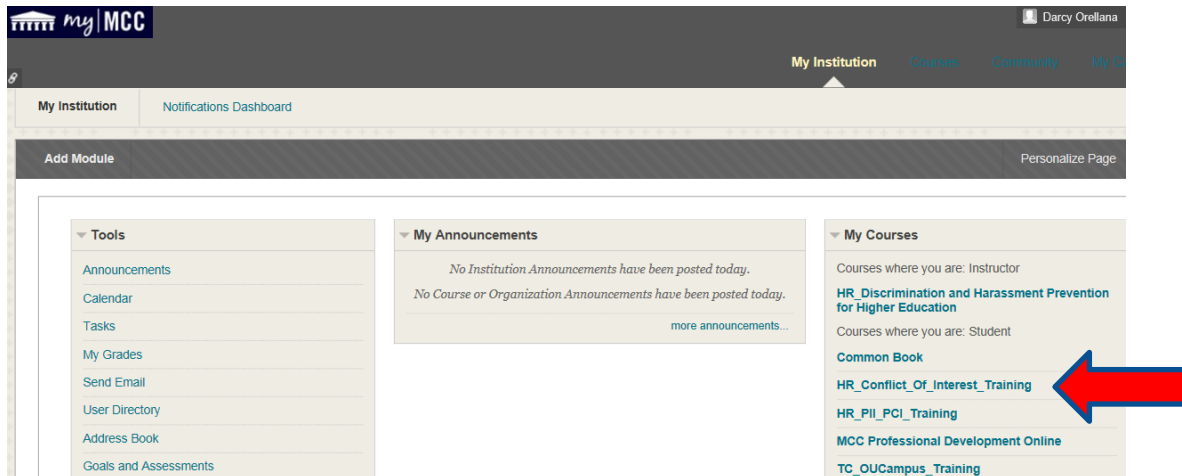 my|MCC
Darcy Orellana
My Institution
Courses
Community
My C
My Institution
Notifications Dashboard
Add Module
Personalize Page
Tools
Announcements
Calendar
Tasks
My Grades
Send Email
User Directory
Address Book
Goals and Assessments
My Announcements
No Institution Announcements have been posted today.
No Course or Organization Announcements have been posted today.
more announcements...
My Courses
Courses where you are: Instructor
HR_Discrimination and Harassment Prevention
for Higher Education
Courses where you are: Student
Common Book
HR_Conflict_Of_Interest_Training
HR_PII_PCI_Training
MCC Professional Development Online
TC_OUCampus_Training